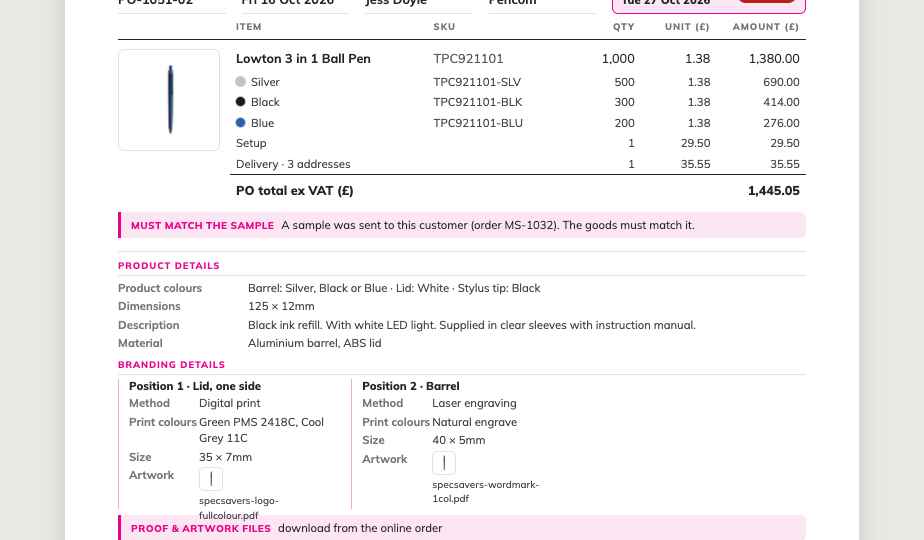 PO-1051-02 Fri 16 Oct 2026 Jess Doyle Pencom Tue 27 Oct 2026
ITEM SKU QTY UNIT (£) AMOUNT (£)
Lowton 3 in 1 Ball Pen TPC921101 1,000 1.38 1,380.00
Silver TPC921101-SLV 500 1.38 690.00
Black TPC921101-BLK 300 1.38 414.00
Blue TPC921101-BLU 200 1.38 276.00
Setup 1 29.50 29.50
Delivery · 3 addresses 1 35.55 35.55
PO total ex VAT (£) 1,445.05
MUST MATCH THE SAMPLE A sample was sent to this customer (order MS-1032). The goods must match it.
PRODUCT DETAILS
Product colours Barrel: Silver, Black or Blue · Lid: White · Stylus tip: Black
Dimensions 125 × 12mm
Description Black ink refill. With white LED light. Supplied in clear sleeves with instruction manual.
Material Aluminium barrel, ABS lid
BRANDING DETAILS
Position 1 · Lid, one side
Method Digital print
Print colours Green PMS 2418C, Cool
Grey 11C
Size 35 × 7mm
Artwork
specsavers-logo-
fullcolour.pdf
Position 2 · Barrel
Method Laser engraving
Print colours Natural engrave
Size 40 × 5mm
Artwork
specsavers-wordmark-
1col.pdf
PROOF & ARTWORK FILES download from the online order